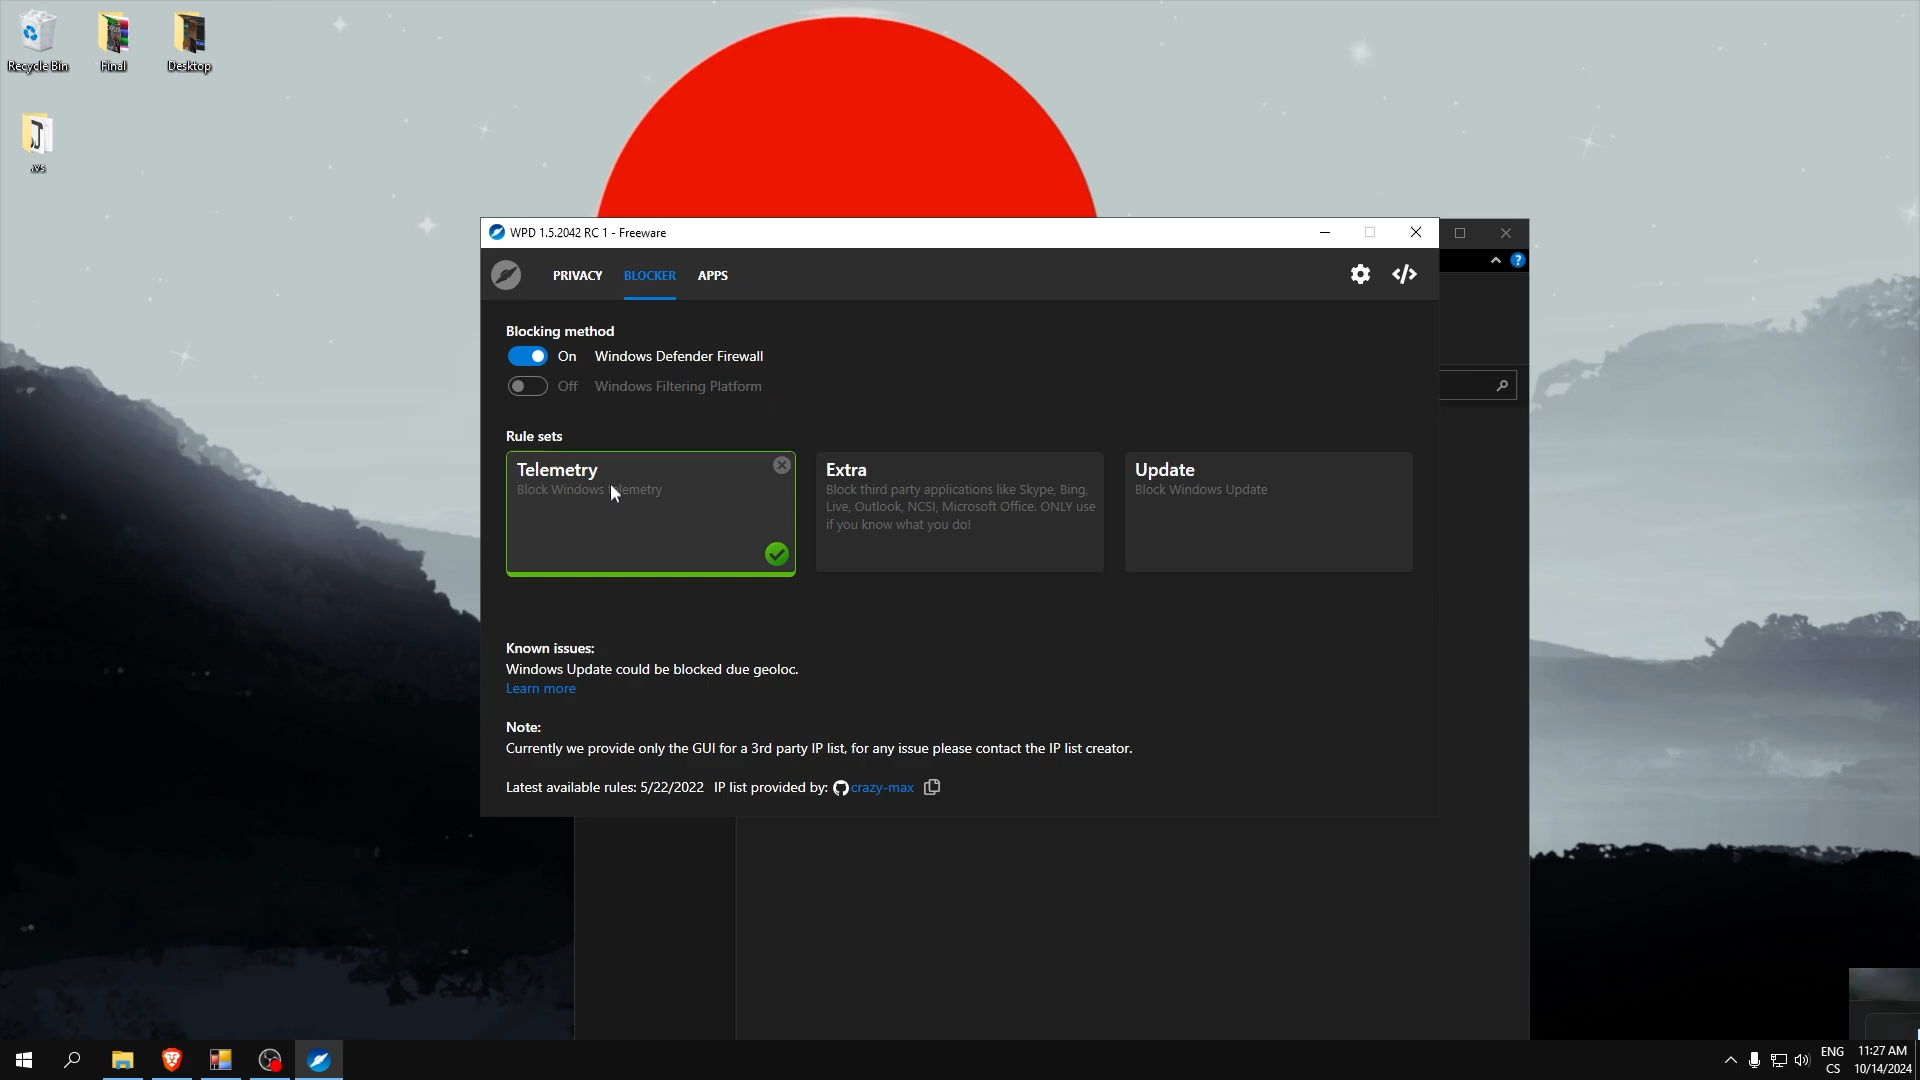 Recycle Bin
Final
Desktop
.vs
WPD 1.5.2042 RC 1 - Freeware
PRIVACY
BLOCKER
APPS
Blocking method
On Windows Defender Firewall
Off Windows Filtering Platform
Rule sets
Telemetry
Block Windows telemetry
Extra
Block third party applications like Skype, Bing,
Live, Outlook, NCSI, Microsoft Office. ONLY use
if you know what you do!
Update
Block Windows Update
Known issues:
Windows Update could be blocked due geoloc.
Learn more
Note:
Currently we provide only the GUI for a 3rd party IP list, for any issue please contact the IP list creator.
Latest available rules: 5/22/2022 IP list provided by: crazy-max
ENG
CS
11:27 AM
10/14/2024